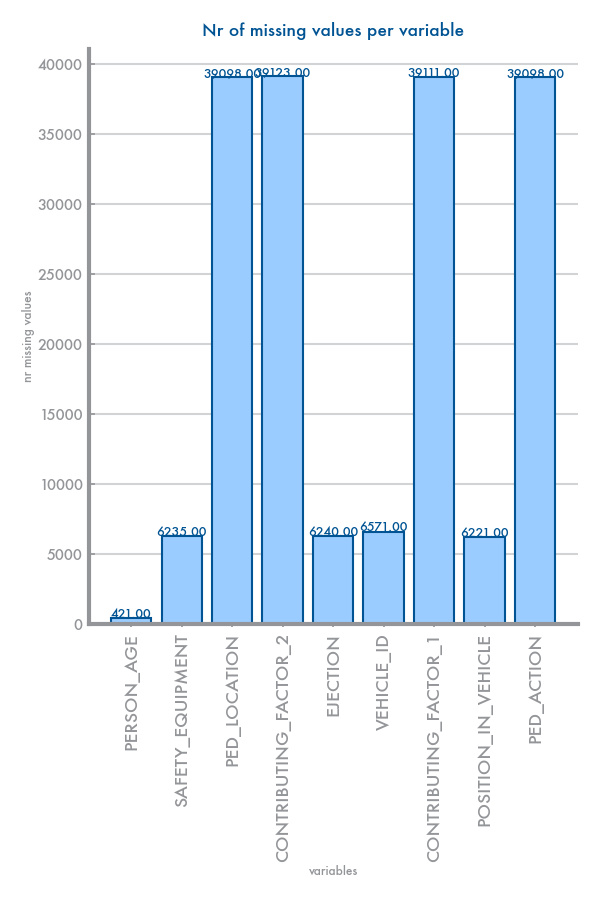 Nr of missing values per variable
40000
35000
30000
25000
20000
15000
10000
5000
0
nr missing values
421.00
6235.00
39098.00
39123.00
6240.00
6571.00
39111.00
6221.00
39098.00
PERSON_AGE
SAFETY_EQUIPMENT
PED_LOCATION
CONTRIBUTING_FACTOR_2
EJECTION
VEHICLE_ID
CONTRIBUTING_FACTOR_1
POSITION_IN_VEHICLE
PED_ACTION
variables